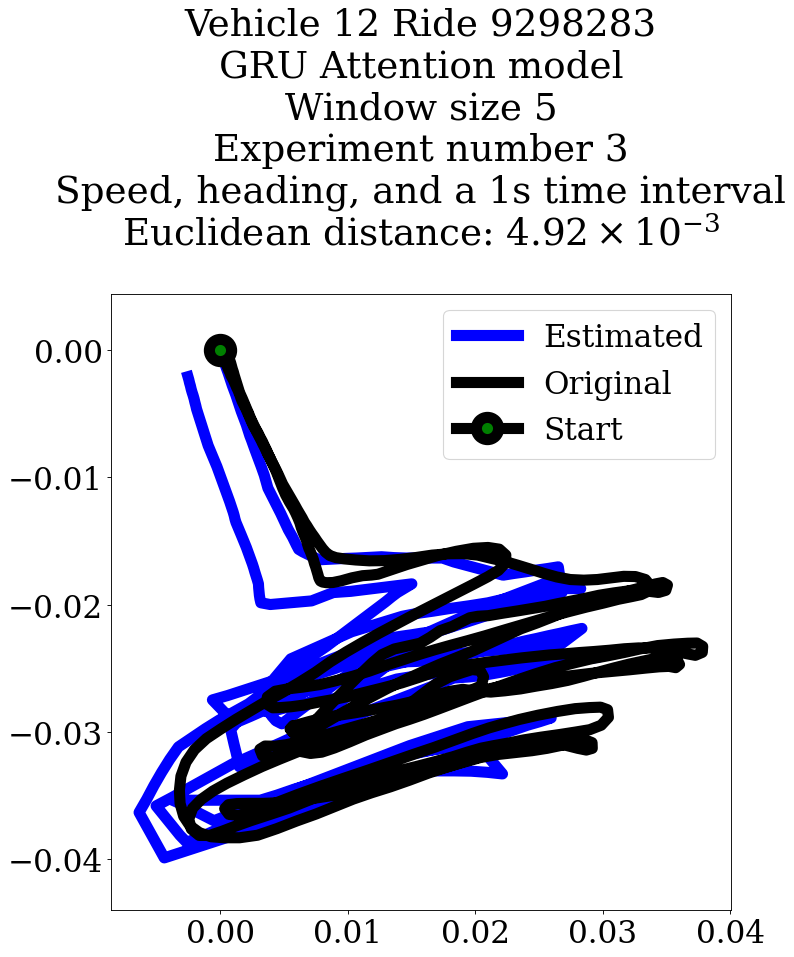 Vehicle 12 Ride 9298283
GRU Attention model
Window size 5
Experiment number 3
Speed, heading, and a 1s time interval
Euclidean distance: 4.92 × 10⁻³
Estimated
Original
Start
0.00
−0.01
−0.02
−0.03
−0.04
0.00 0.01 0.02 0.03 0.04